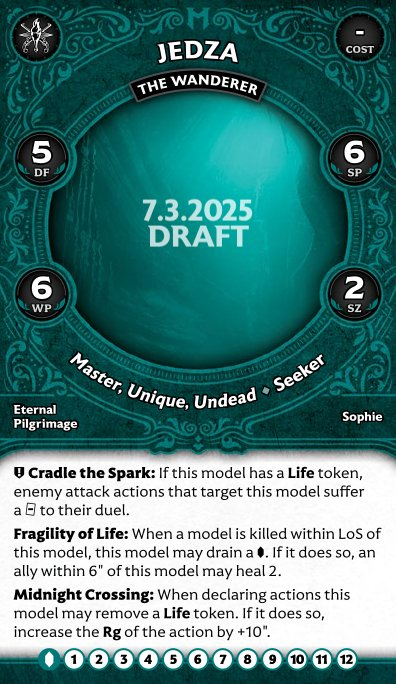 -
COST
JEDZA
THE WANDERER
5
DF
6
SP
7.3.2025
DRAFT
6
WP
2
SZ
Master, Unique, Undead ♦ Seeker
Eternal
Pilgrimage
Sophie
Cradle the Spark: If this model has a Life token,
enemy attack actions that target this model suffer
a to their duel.
Fragility of Life: When a model is killed within LoS of
this model, this model may drain a . If it does so, an
ally within 6" of this model may heal 2.
Midnight Crossing: When declaring actions this
model may remove a Life token. If it does so,
increase the Rg of the action by +10".
1 2 3 4 5 6 7 8 9 10 11 12